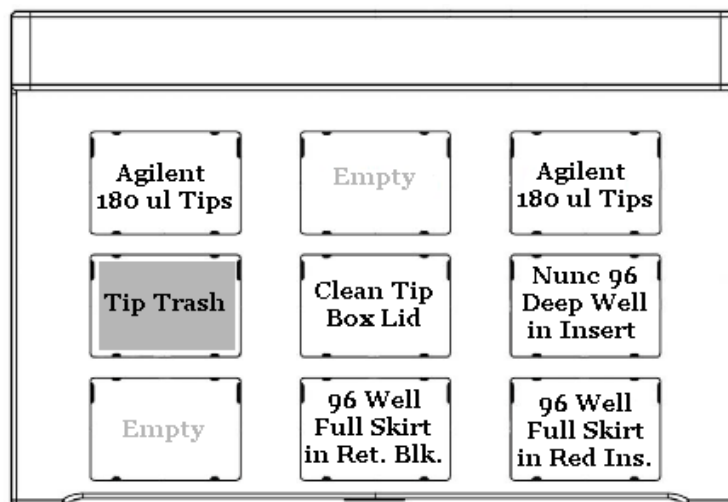 Agilent
180 ul Tips
Empty
Agilent
180 ul Tips
Tip Trash
Clean Tip
Box Lid
Nunc 96
Deep Well
in Insert
Empty
96 Well
Full Skirt
in Ret. Blk.
96 Well
Full Skirt
in Red Ins.